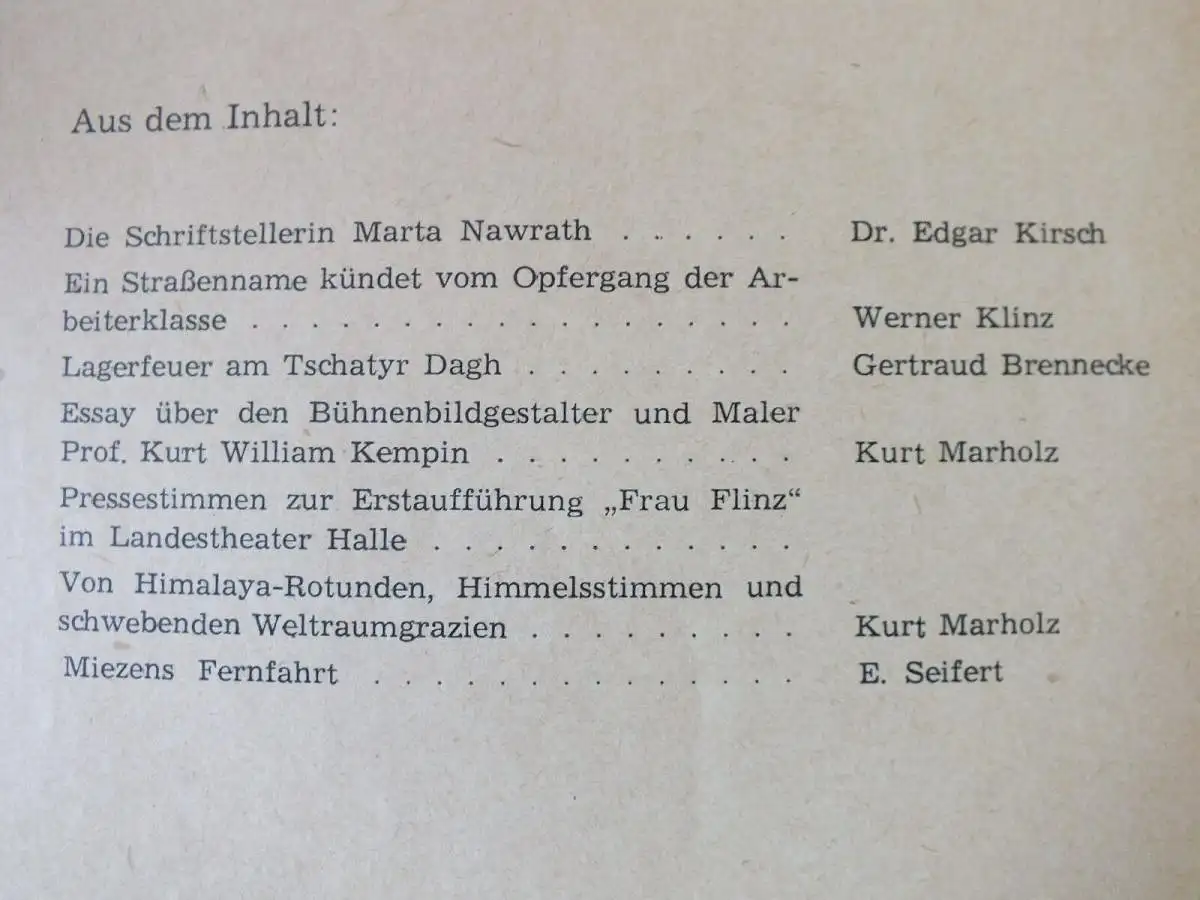 Aus dem Inhalt:
Die Schriftstellerin Marta Nawrath . . . . . . Dr. Edgar Kirsch
Ein Straßenname kündet vom Opfergang der Ar-
beiterklasse . . . . . . . . . . . . . . . . . . Werner Klinz
Lagerfeuer am Tschatyr Dagh . . . . . . . . . Gertraud Brennecke
Essay über den Bühnenbildgestalter und Maler
Prof. Kurt William Kempin . . . . . . . . . . Kurt Marholz
Pressestimmen zur Erstaufführung „Frau Flinz“
im Landestheater Halle . . . . . . . . . . . .
Von Himalaya-Rotunden, Himmelsstimmen und
schwebenden Weltraumgrazien . . . . . . . . . Kurt Marholz
Miezens Fernfahrt . . . . . . . . . . . . . . E. Seifert